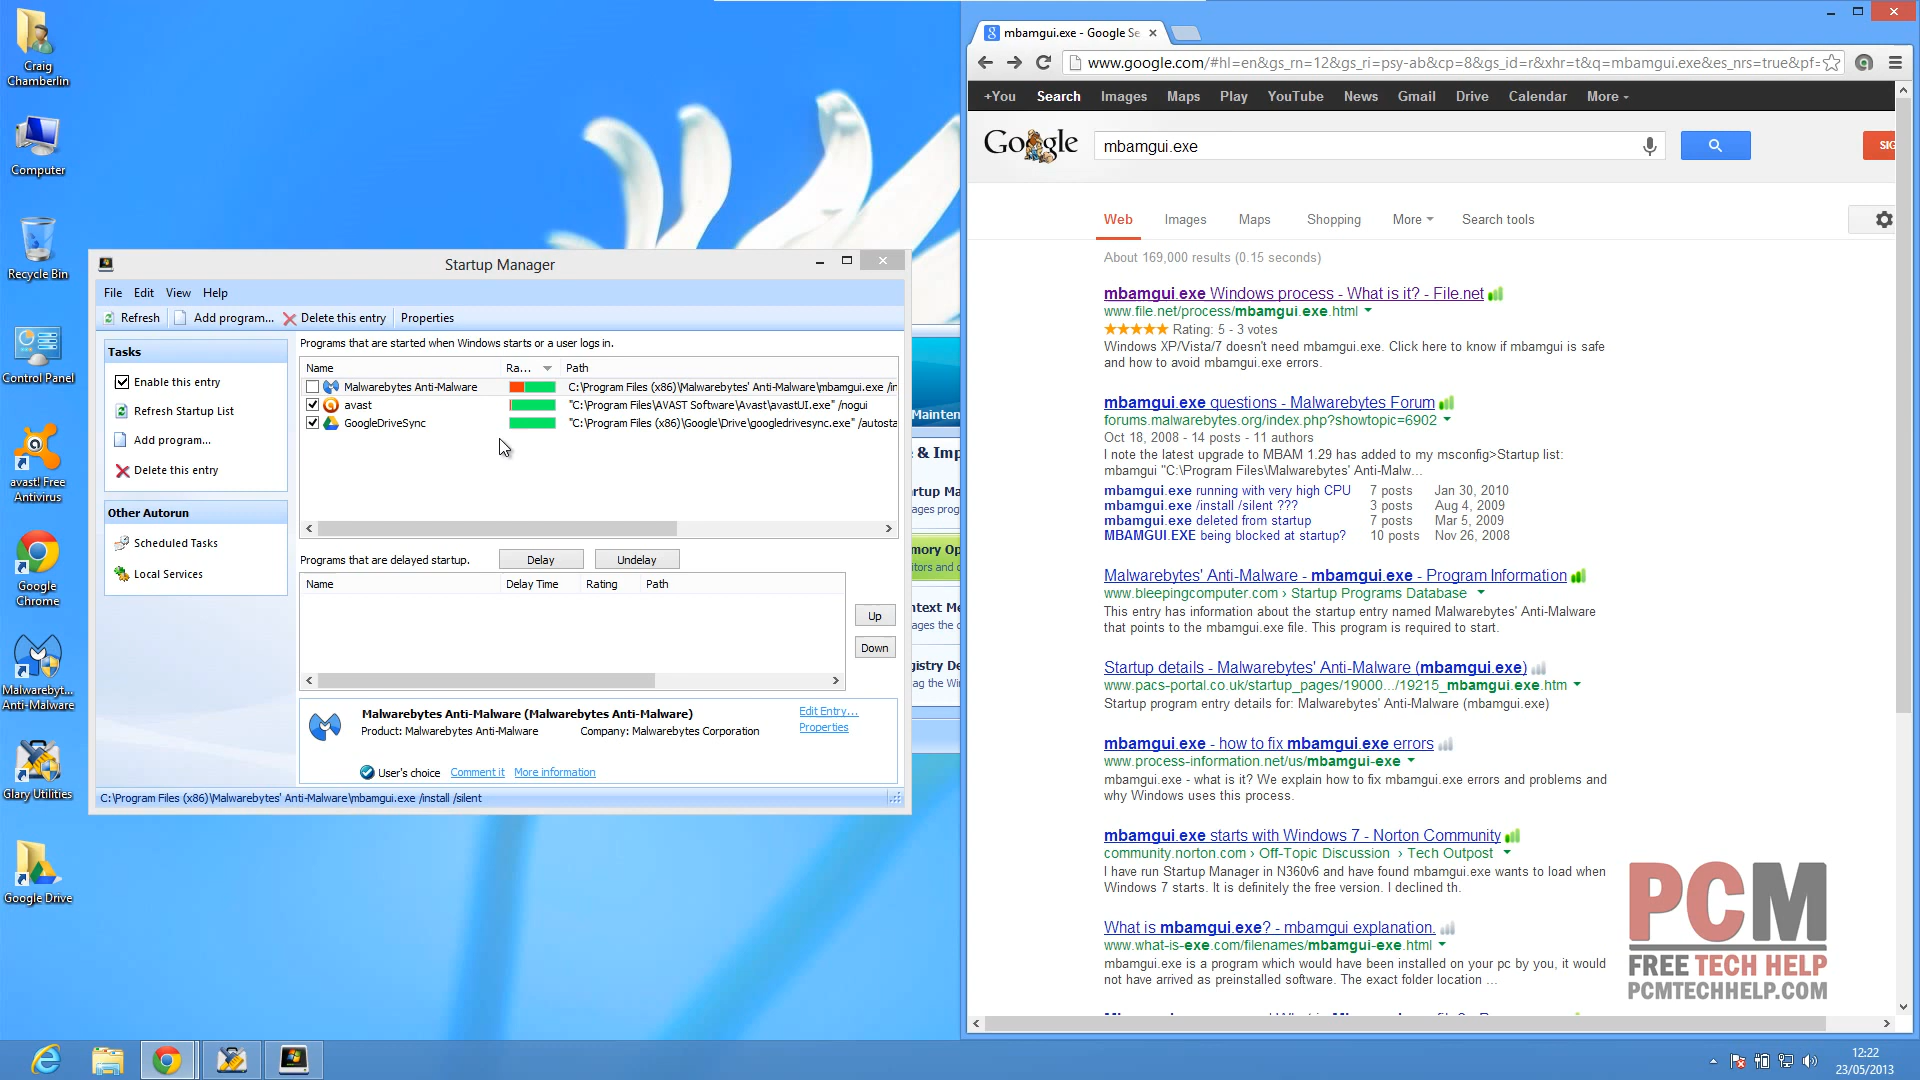 Craig
Chamberlin
Computer
Recycle Bin
Control Panel
avast! Free
Antivirus
Google
Chrome
Malwarebyt...
Anti-Malware
Glary Utilities
Google Drive
Startup Manager
File Edit View Help
Refresh Add program... Delete this entry Properties
Tasks
Enable this entry
Refresh Startup List
Add program...
Delete this entry
Other Autorun
Scheduled Tasks
Local Services
Programs that are started when Windows starts or a user logs in.
Name Ra... Path
Malwarebytes Anti-Malware C:\Program Files (x86)\Malwarebytes' Anti-Malware\mbamgui.exe /in
avast "C:\Program Files\AVAST Software\Avast\avastUI.exe" /nogui
GoogleDriveSync "C:\Program Files (x86)\Google\Drive\googledrivesync.exe" /autosta
Programs that are delayed startup. Delay Undelay
Name Delay Time Rating Path
Up
Down
Malwarebytes Anti-Malware (Malwarebytes Anti-Malware) Edit Entry...
Product: Malwarebytes Anti-Malware Company: Malwarebytes Corporation Properties
User's choice Comment it More information
C:\Program Files (x86)\Malwarebytes' Anti-Malware\mbamgui.exe /install /silent
Mainten
& Imp
rtup Ma
ages prog
mory Op
itors and o
ntext Me
ages the c
gistry De
ag the Win
mbamgui.exe - Google Se
www.google.com/#hl=en&gs_rn=12&gs_ri=psy-ab&cp=8&gs_id=r&xhr=t&q=mbamgui.exe&es_nrs=true&pf=
+You Search Images Maps Play YouTube News Gmail Drive Calendar More
Google mbamgui.exe SIG
Web Images Maps Shopping More Search tools
About 169,000 results (0.15 seconds)
mbamgui.exe Windows process - What is it? - File.net
www.file.net/process/mbamgui.exe.html
Rating: 5 - 3 votes
Windows XP/Vista/7 doesn't need mbamgui.exe. Click here to know if mbamgui is safe
and how to avoid mbamgui.exe errors.
mbamgui.exe questions - Malwarebytes Forum
forums.malwarebytes.org/index.php?showtopic=6902
Oct 18, 2008 - 14 posts - 11 authors
I note the latest upgrade to MBAM 1.29 has added to my msconfig>Startup list:
mbamgui "C:\Program Files\Malwarebytes' Anti-Malw...
mbamgui.exe running with very high CPU 7 posts Jan 30, 2010
mbamgui.exe /install /silent ??? 3 posts Aug 4, 2009
mbamgui.exe deleted from startup 7 posts Mar 5, 2009
MBAMGUI.EXE being blocked at startup? 10 posts Nov 26, 2008
Malwarebytes' Anti-Malware - mbamgui.exe - Program Information
www.bleepingcomputer.com › Startup Programs Database
This entry has information about the startup entry named Malwarebytes' Anti-Malware
that points to the mbamgui.exe file. This program is required to start.
Startup details - Malwarebytes' Anti-Malware (mbamgui.exe)
www.pacs-portal.co.uk/startup_pages/19000.../19215_mbamgui.exe.htm
Startup program entry details for: Malwarebytes' Anti-Malware (mbamgui.exe)
mbamgui.exe - how to fix mbamgui.exe errors
www.process-information.net/us/mbamgui-exe
mbamgui.exe - what is it? We explain how to fix mbamgui.exe errors and problems and
why Windows uses this process.
mbamgui.exe starts with Windows 7 - Norton Community
community.norton.com › Off-Topic Discussion › Tech Outpost
I have run Startup Manager in N360v6 and have found mbamgui.exe wants to load when
Windows 7 starts. It is definitely the free version. I declined th.
What is mbamgui.exe? - mbamgui explanation.
www.what-is-exe.com/filenames/mbamgui-exe.html
mbamgui.exe is a program which would have been installed on your pc by you, it would
not have arrived as preinstalled software. The exact folder location ...
PCM
FREE TECH HELP
PCMTECHHELP.COM
12:22
23/05/2013